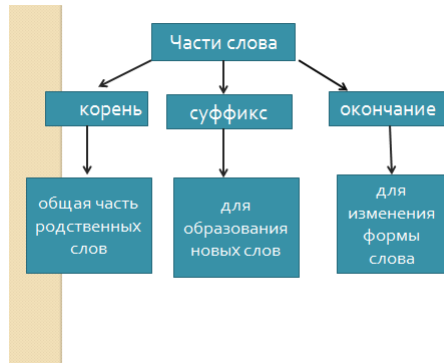 Части слова
корень
суффикс
окончание
общая часть
родственных
слов
для
образования
новых слов
для
изменения
формы
слова